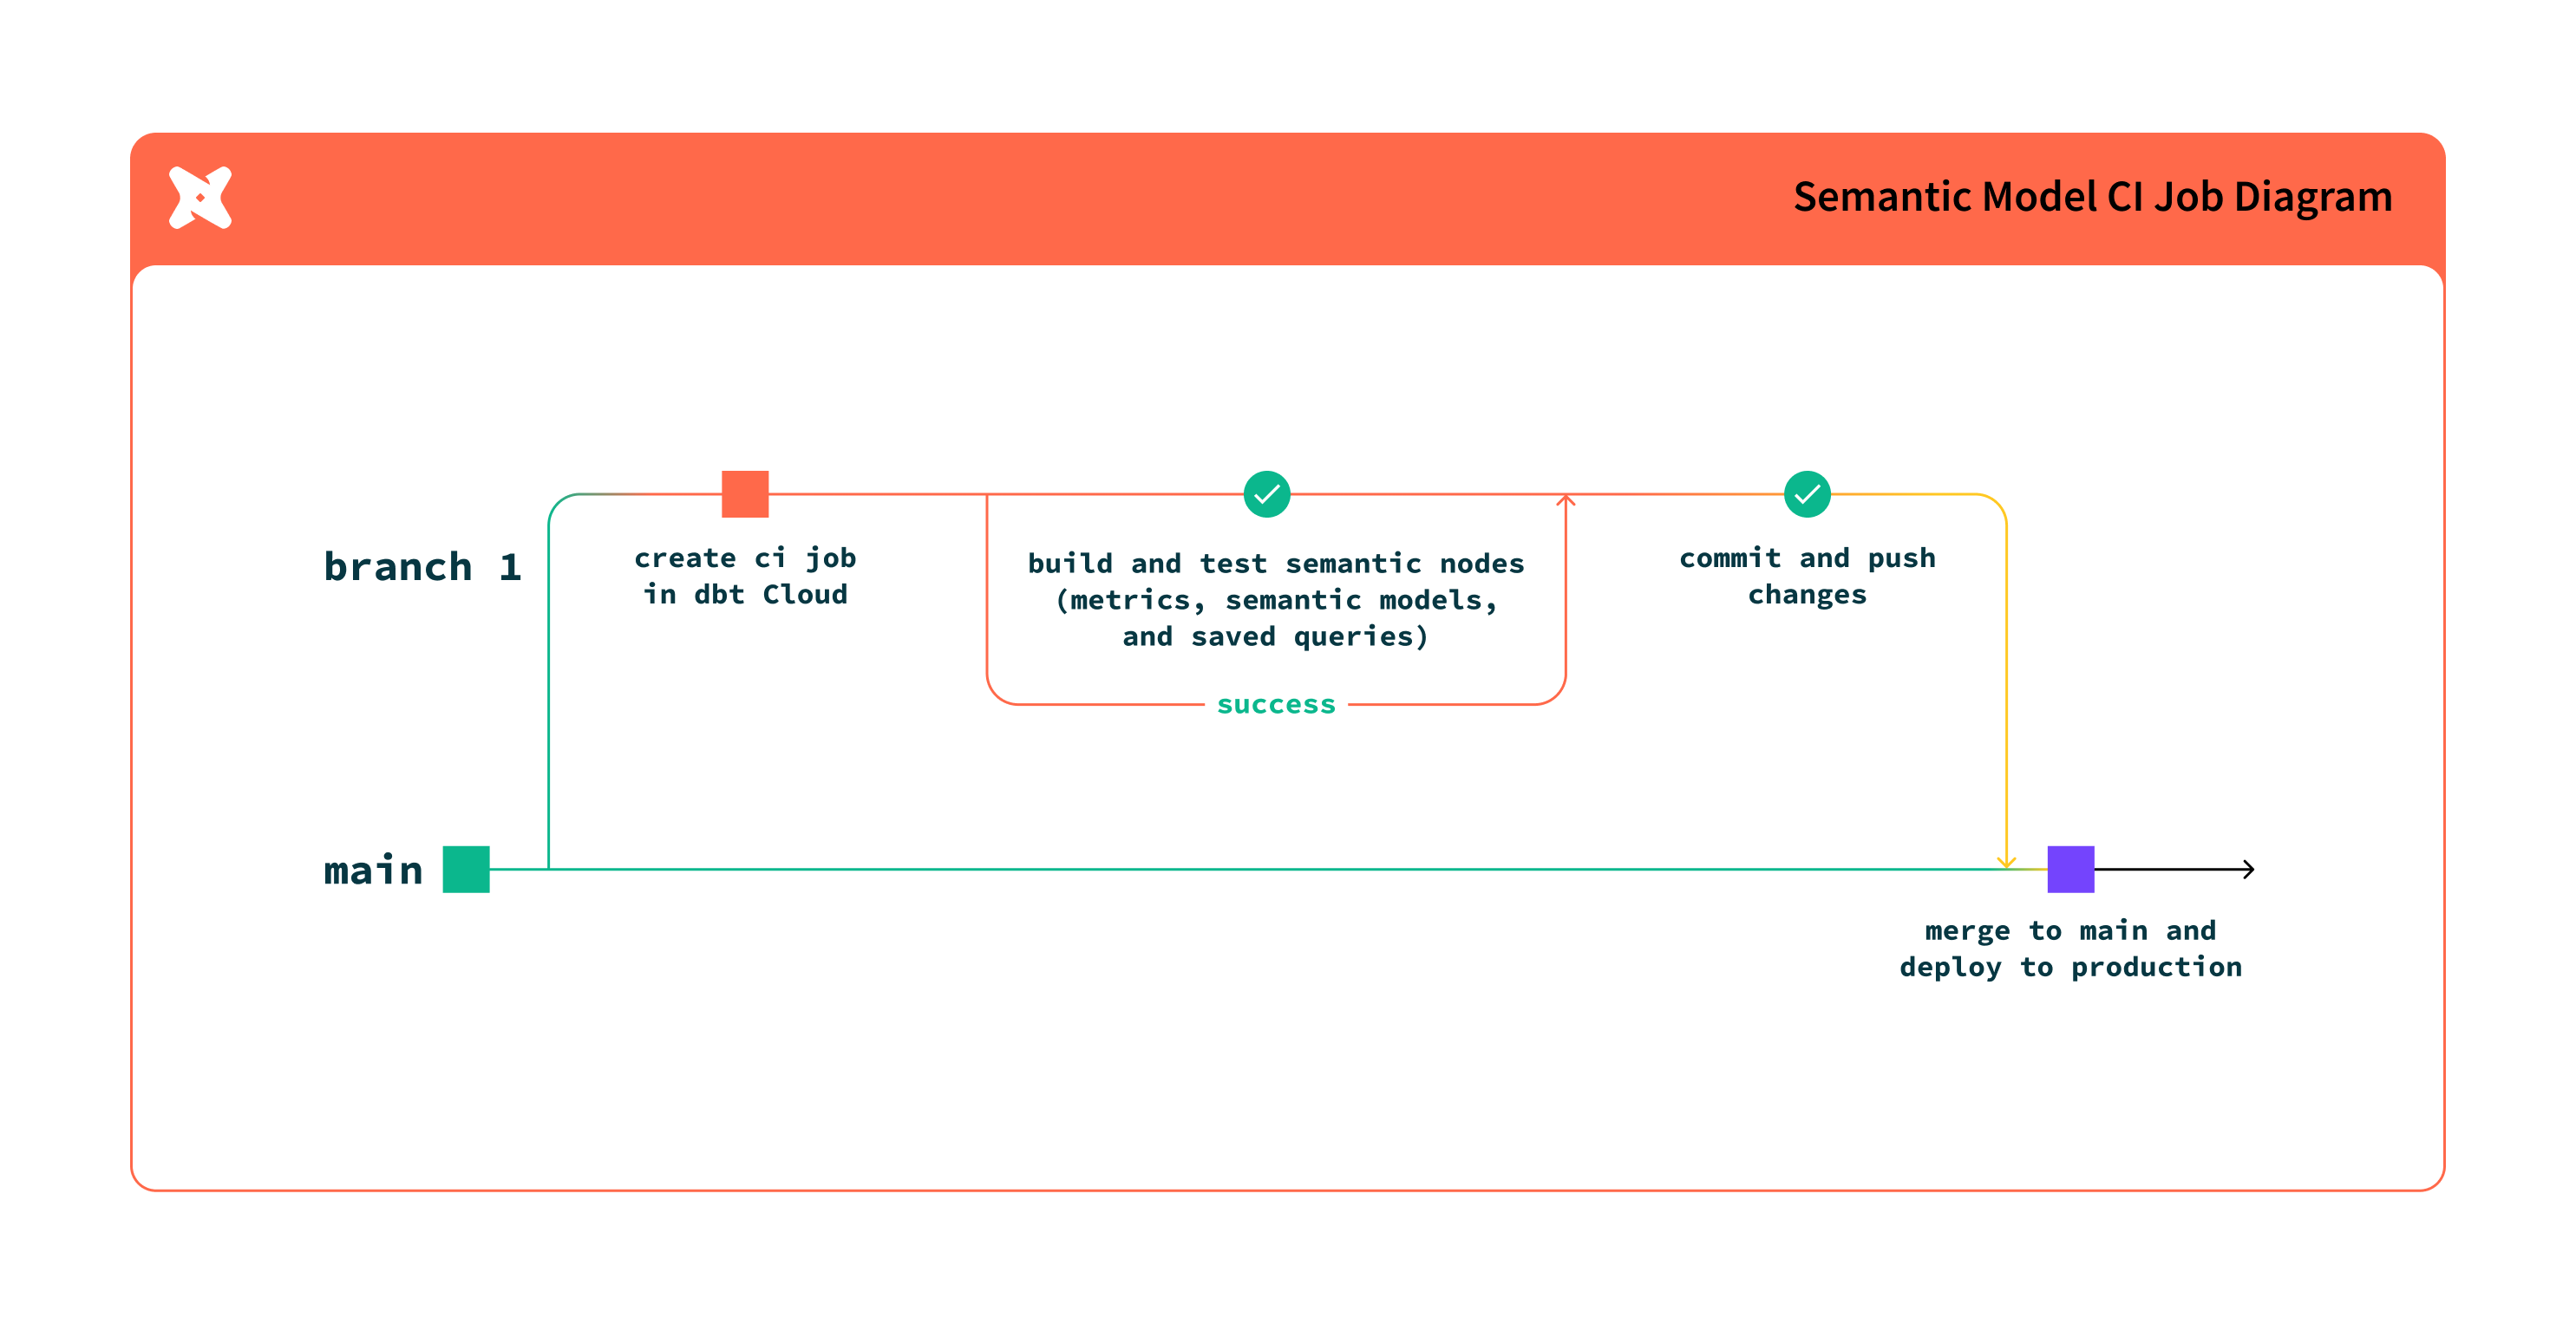 Semantic Model CI Job Diagram
branch 1
create ci job
in dbt Cloud
build and test semantic nodes
(metrics, semantic models,
and saved queries)
success
commit and push
changes
main
merge to main and
deploy to production